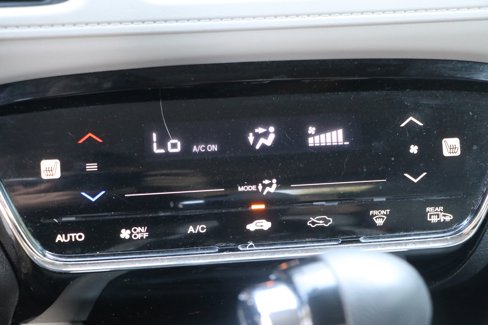 Lo A/C ON
MODE
AUTO ON/OFF A/C FRONT REAR